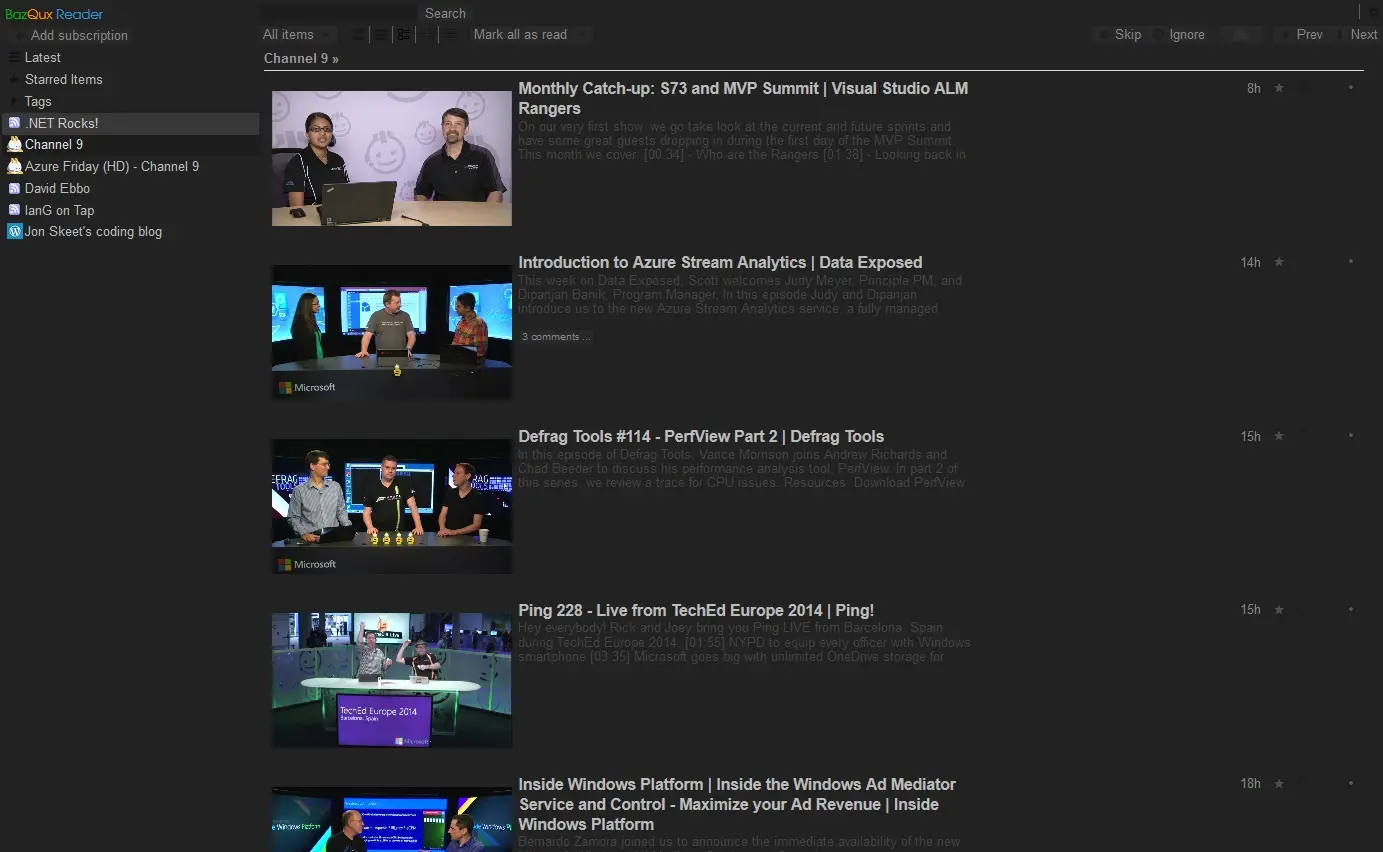 BazQux Reader
Search
Add subscription
All items
Mark all as read
Skip
Ignore
Prev
Next
Latest
Channel 9 »
Starred Items
Tags
.NET Rocks!
Channel 9
Azure Friday (HD) - Channel 9
David Ebbo
IanG on Tap
Jon Skeet's coding blog
Monthly Catch-up: S73 and MVP Summit | Visual Studio ALM
Rangers
8h
On our very first show, we go take look at the current and future sprints and
have some great guests dropping in during the first day of the MVP Summit.
This month we cover: [00:34] - Who are the Rangers [01:38] - Looking back in
Introduction to Azure Stream Analytics | Data Exposed
14h
This week on Data Exposed, Scott welcomes Judy Meyer, Principle PM, and
Dipanjan Banik, Program Manager. In this episode Judy and Dipanjan
introduce us to the new Azure Stream Analytics service, a fully managed
3 comments ...
Microsoft
Defrag Tools #114 - PerfView Part 2 | Defrag Tools
15h
In this episode of Defrag Tools, Vance Morrison joins Andrew Richards and
Chad Beeder to discuss his performance analysis tool, PerfView. In part 2 of
this series, we review a trace for CPU issues. Resources: Download PerfView
Microsoft
Ping 228 - Live from TechEd Europe 2014 | Ping!
15h
Hey everybody! Rick and Joey bring you Ping LIVE from Barcelona, Spain
during TechEd Europe 2014. [01:55] NYPD to equip every officer with Windows
smartphone [03:35] Microsoft goes big with unlimited OneDrive storage for
TechEd Europe 2014
Barcelona, Spain
Microsoft
Inside Windows Platform | Inside the Windows Ad Mediator
Service and Control - Maximize your Ad Revenue | Inside
Windows Platform
18h
Bernardo Zamora joined us to announce the immediate availability of the new